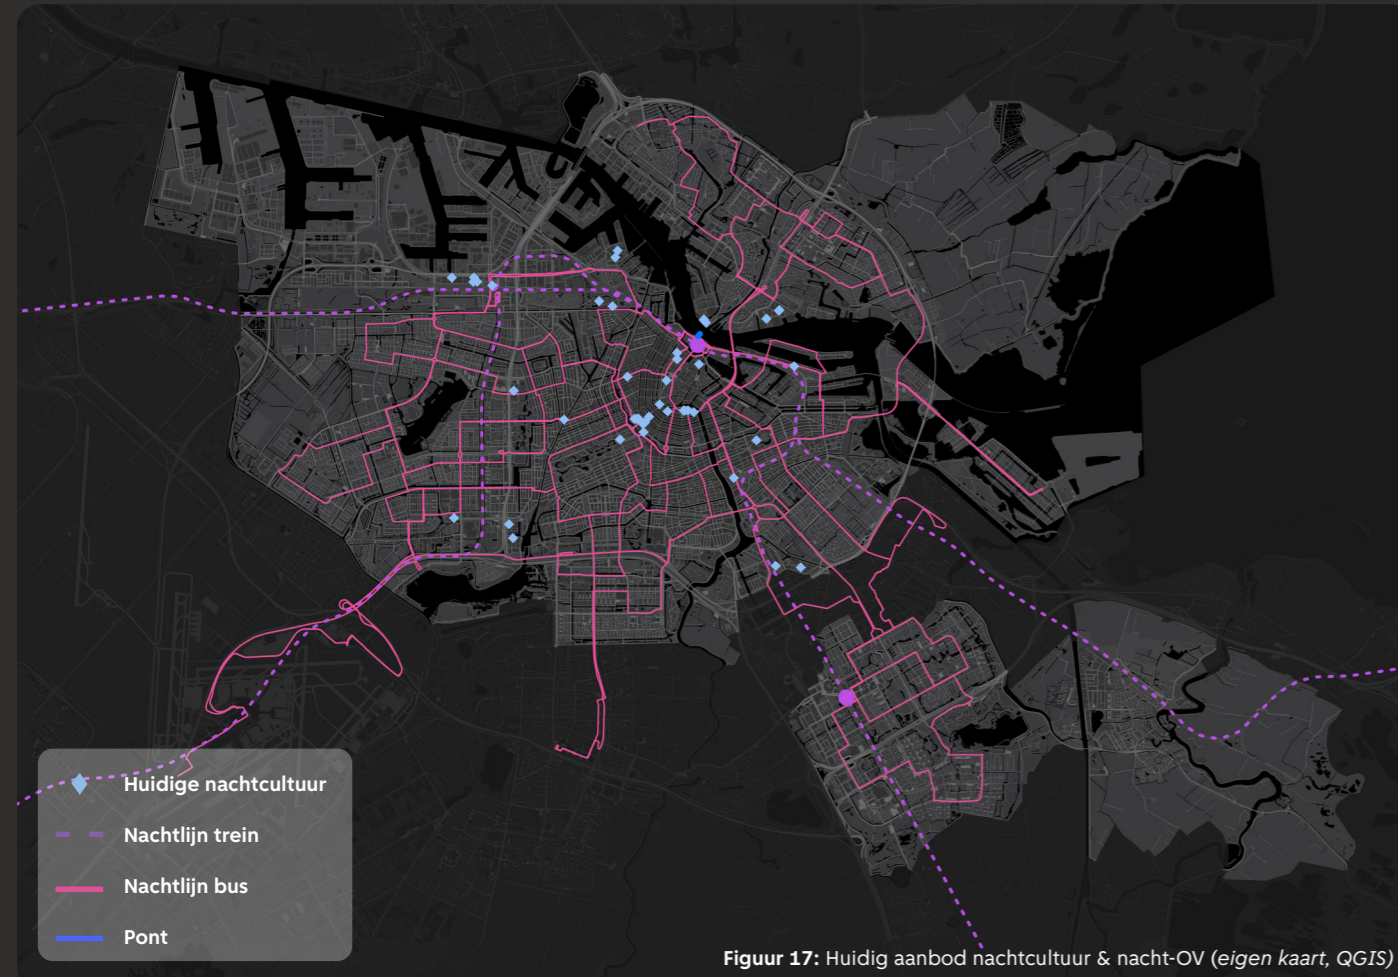 Huidige nachtcultuur
Nachtlijn trein
Nachtlijn bus
Pont
Figuur 17: Huidig aanbod nachtcultuur & nacht-OV (eigen kaart, QGIS)